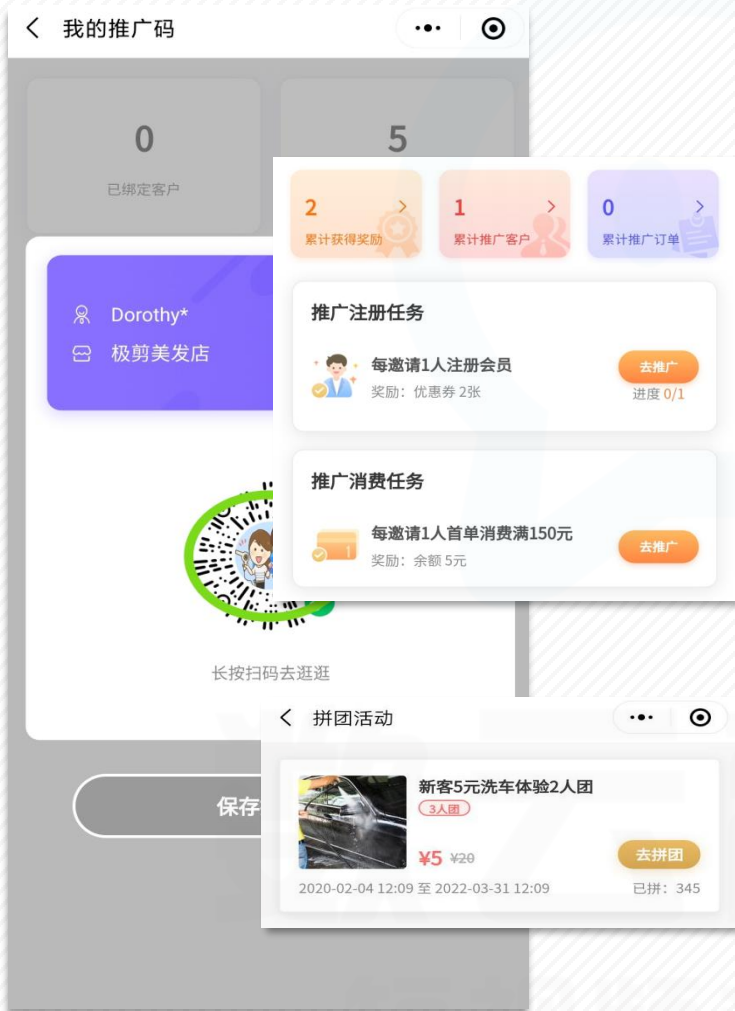 我的推广码
0
5
已绑定客户
Dorothy*
极剪美发店
长按扫码去逛逛
保存
2
1
0
累计获得奖励
累计推广客户
累计推广订单
推广注册任务
每邀请1人注册会员
去推广
奖励：优惠券 2张
进度 0/1
推广消费任务
每邀请1人首单消费满150元
去推广
奖励：余额 5元
拼团活动
新客5元洗车体验2人团
3人团
¥5 ¥20
去拼团
2020-02-04 12:09 至 2022-03-31 12:09
已拼：345